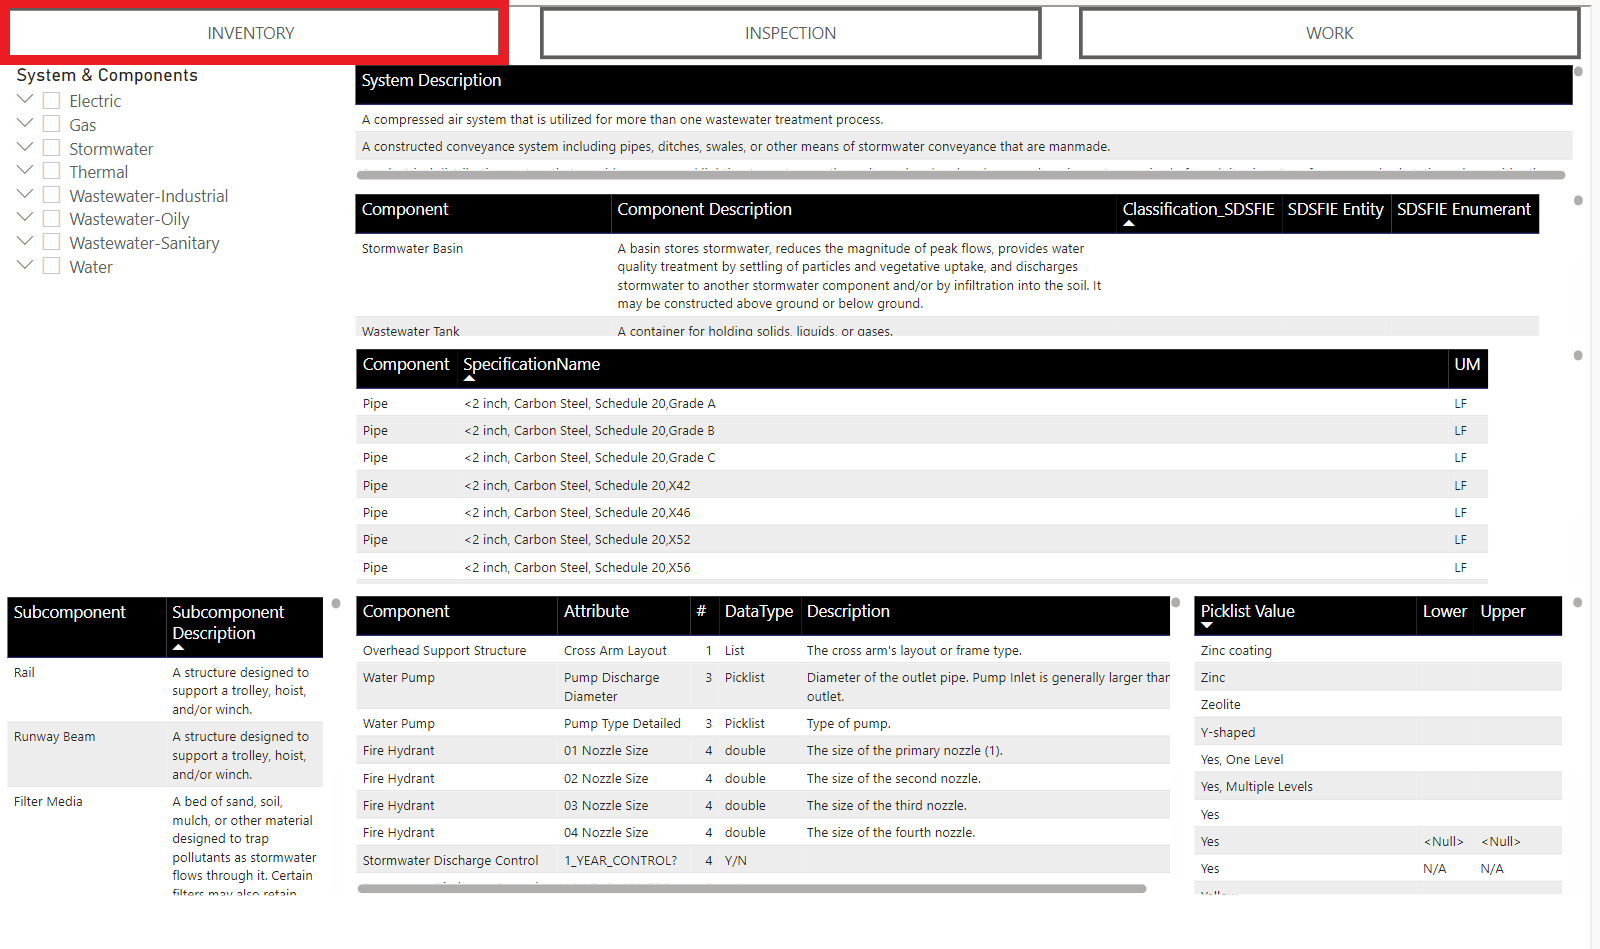 INVENTORY
INSPECTION
WORK
System & Components
Electric
Gas
Stormwater
Thermal
Wastewater-Industrial
Wastewater-Oily
Wastewater-Sanitary
Water
System Description
A compressed air system that is utilized for more than one wastewater treatment process.
A constructed conveyance system including pipes, ditches, swales, or other means of stormwater conveyance that are manmade.
Component Component Description Classification_SDSFIE SDSFIE Entity SDSFIE Enumerant
Stormwater Basin A basin stores stormwater, reduces the magnitude of peak flows, provides water
quality treatment by settling of particles and vegetative uptake, and discharges
stormwater to another stormwater component and/or by infiltration into the soil. It
may be constructed above ground or below ground.
Wastewater Tank A container for holding solids, liquids, or gases.
Component SpecificationName UM
Pipe <2 inch, Carbon Steel, Schedule 20,Grade A LF
Pipe <2 inch, Carbon Steel, Schedule 20,Grade B LF
Pipe <2 inch, Carbon Steel, Schedule 20,Grade C LF
Pipe <2 inch, Carbon Steel, Schedule 20,X42 LF
Pipe <2 inch, Carbon Steel, Schedule 20,X46 LF
Pipe <2 inch, Carbon Steel, Schedule 20,X52 LF
Pipe <2 inch, Carbon Steel, Schedule 20,X56 LF
Subcomponent Subcomponent
Description
Rail A structure designed to
support a trolley, hoist,
and/or winch.
Runway Beam A structure designed to
support a trolley, hoist,
and/or winch.
Filter Media A bed of sand, soil,
mulch, or other material
designed to trap
pollutants as stormwater
flows through it. Certain
filters may also retain
Component Attribute # DataType Description
Overhead Support Structure Cross Arm Layout 1 List The cross arm's layout or frame type.
Water Pump Pump Discharge 3 Picklist Diameter of the outlet pipe. Pump Inlet is generally larger than
Diameter outlet.
Water Pump Pump Type Detailed 3 Picklist Type of pump.
Fire Hydrant 01 Nozzle Size 4 double The size of the primary nozzle (1).
Fire Hydrant 02 Nozzle Size 4 double The size of the second nozzle.
Fire Hydrant 03 Nozzle Size 4 double The size of the third nozzle.
Fire Hydrant 04 Nozzle Size 4 double The size of the fourth nozzle.
Stormwater Discharge Control 1_YEAR_CONTROL? 4 Y/N
Picklist Value Lower Upper
Zinc coating
Zinc
Zeolite
Y-shaped
Yes, One Level
Yes, Multiple Levels
Yes
Yes <Null> <Null>
Yes N/A N/A